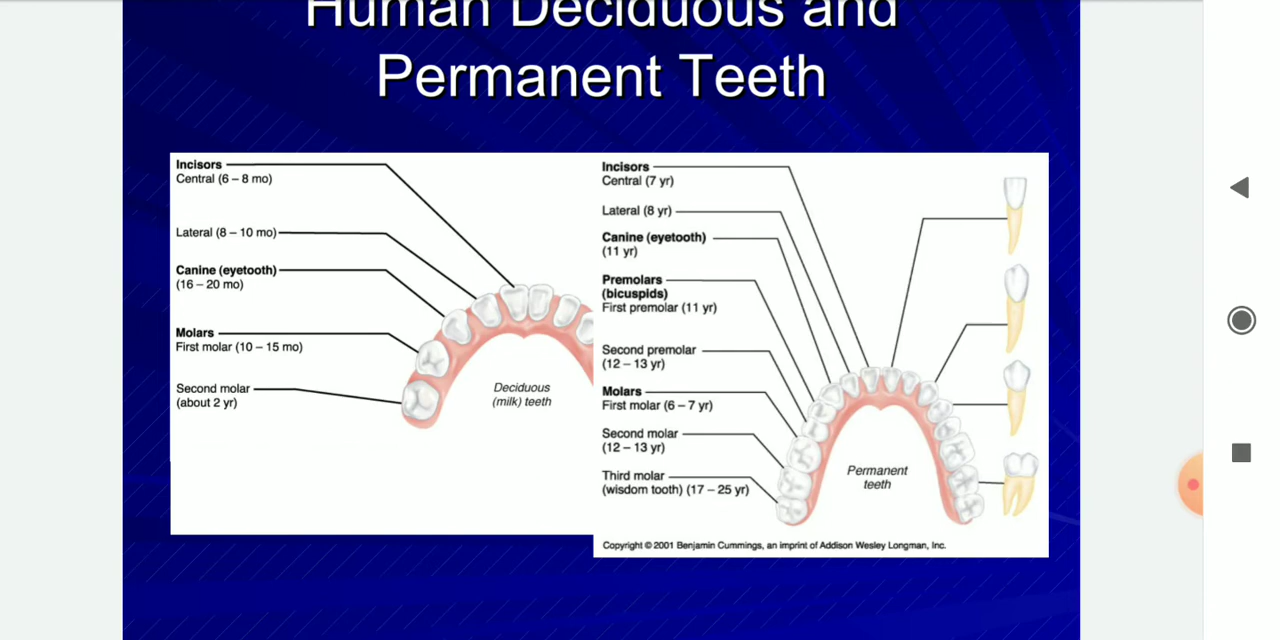 Human Deciduous and
Permanent Teeth
Incisors
Central (6 – 8 mo)
Lateral (8 – 10 mo)
Canine (eyetooth)
(16 – 20 mo)
Molars
First molar (10 – 15 mo)
Second molar
(about 2 yr)
Deciduous
(milk) teeth
Incisors
Central (7 yr)
Lateral (8 yr)
Canine (eyetooth)
(11 yr)
Premolars
(bicuspids)
First premolar (11 yr)
Second premolar
(12 – 13 yr)
Molars
First molar (6 – 7 yr)
Second molar
(12 – 13 yr)
Third molar
(wisdom tooth) (17 – 25 yr)
Permanent
teeth
Copyright © 2001 Benjamin Cummings, an imprint of Addison Wesley Longman, Inc.